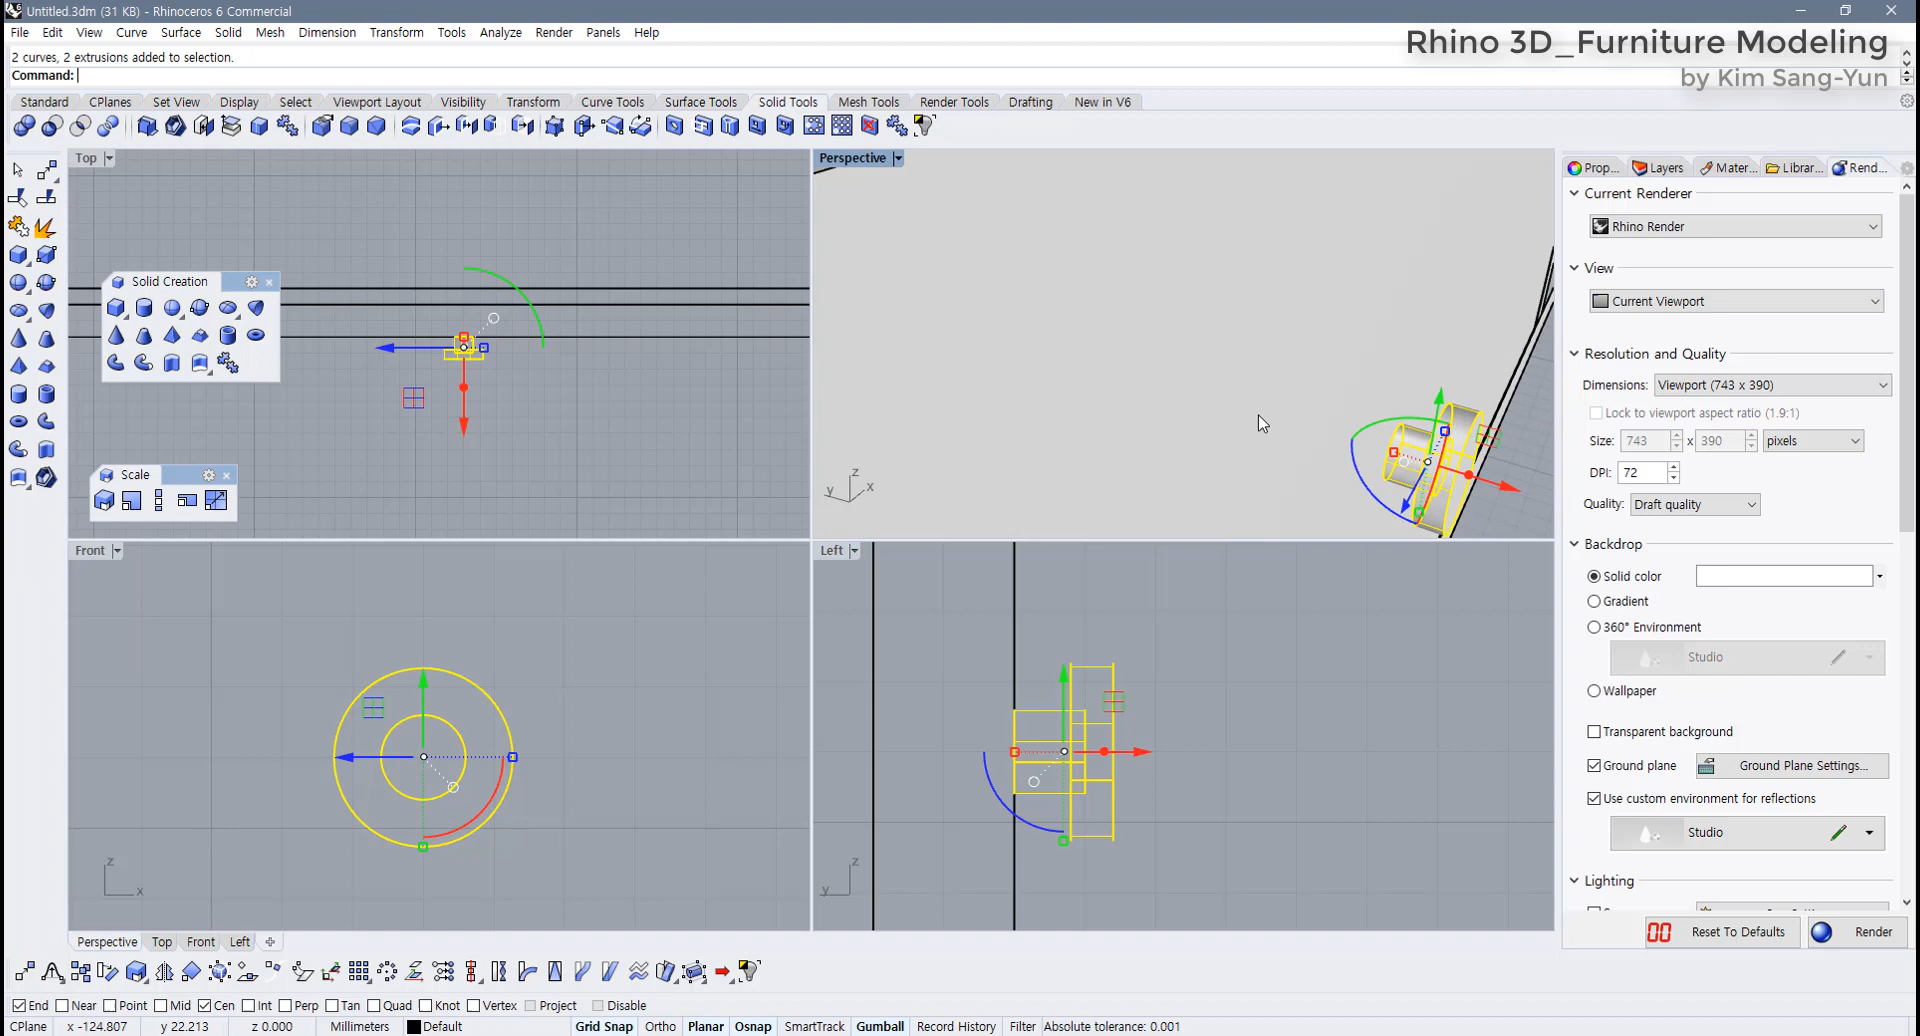 Untitled.3dm (31 KB) - Rhinoceros 6 Commercial
File Edit View Curve Surface Solid Mesh Dimension Transform Tools Analyze Render Panels Help
Rhino 3D_Furniture Modeling
by Kim Sang-Yun
2 curves, 2 extrusions added to selection.
Command:
Standard CPlanes Set View Display Select Viewport Layout Visibility Transform Curve Tools Surface Tools Solid Tools Mesh Tools Render Tools Drafting New in V6
Top
Perspective
Prop... Layers Mater... Librar... Rend...
Current Renderer
Rhino Render
View
Current Viewport
Resolution and Quality
Dimensions: Viewport (743 x 390)
Lock to viewport aspect ratio (1.9:1)
Size: 743 x 390 pixels
DPI: 72
Quality: Draft quality
Backdrop
Solid color
Gradient
360° Environment
Studio
Wallpaper
Transparent background
Ground plane Ground Plane Settings...
Use custom environment for reflections
Studio
Lighting
Reset To Defaults Render
Solid Creation
Scale
z
y x
Front
z
x
Left
z
y
Perspective Top Front Left
End Near Point Mid Cen Int Perp Tan Quad Knot Vertex Project Disable
CPlane x -124.807 y 22.213 z 0.000 Millimeters Default Grid Snap Ortho Planar Osnap SmartTrack Gumball Record History Filter Absolute tolerance: 0.001